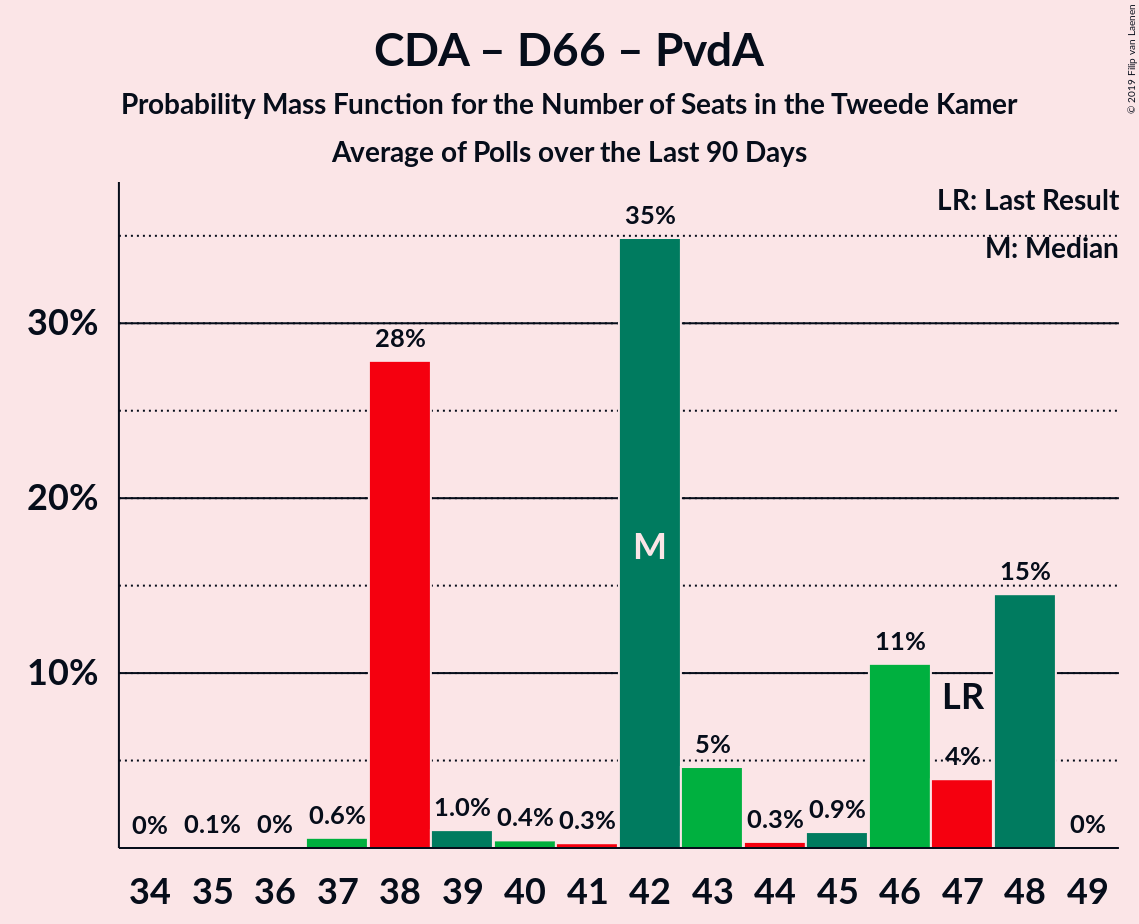 CDA – D66 – PvdA
Probability Mass Function for the Number of Seats in the Tweede Kamer
Average of Polls over the Last 90 Days
© 2019 Filip van Laenen
LR: Last Result
M: Median
35%
30%
28%
20%
M
15%
11%
10%
LR
5%
4%
0%
0.1%
0%
0.6%
1.0%
0.4%
0.3%
0.3%
0.9%
0%
34 35 36 37 38 39 40 41 42 43 44 45 46 47 48 49